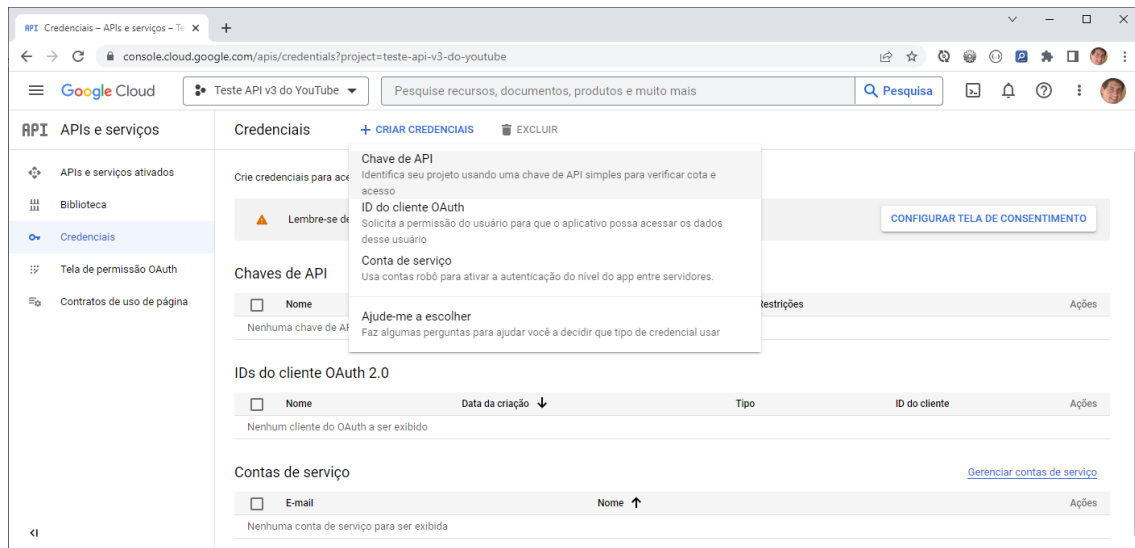 API Credenciais – APIs e serviços – Te
console.cloud.google.com/apis/credentials?project=teste-api-v3-do-youtube
Google Cloud
Teste API v3 do YouTube
Pesquise recursos, documentos, produtos e muito mais
Pesquisa
API APIs e serviços
Credenciais
+ CRIAR CREDENCIAIS
EXCLUIR
APIs e serviços ativados
Biblioteca
Credenciais
Tela de permissão OAuth
Contratos de uso de página
Crie credenciais para ace
Lembre-se de
CONFIGURAR TELA DE CONSENTIMENTO
Chave de API
Identifica seu projeto usando uma chave de API simples para verificar cota e
acesso
ID do cliente OAuth
Solicita a permissão do usuário para que o aplicativo possa acessar os dados
desse usuário
Conta de serviço
Usa contas robô para ativar a autenticação do nível do app entre servidores.
Ajude-me a escolher
Faz algumas perguntas para ajudar você a decidir que tipo de credencial usar
Chaves de API
Nome Restrições Ações
Nenhuma chave de AP
IDs do cliente OAuth 2.0
Nome Data da criação Tipo ID do cliente Ações
Nenhum cliente do OAuth a ser exibido
Contas de serviço
Gerenciar contas de serviço
E-mail Nome Ações
Nenhuma conta de serviço para ser exibida